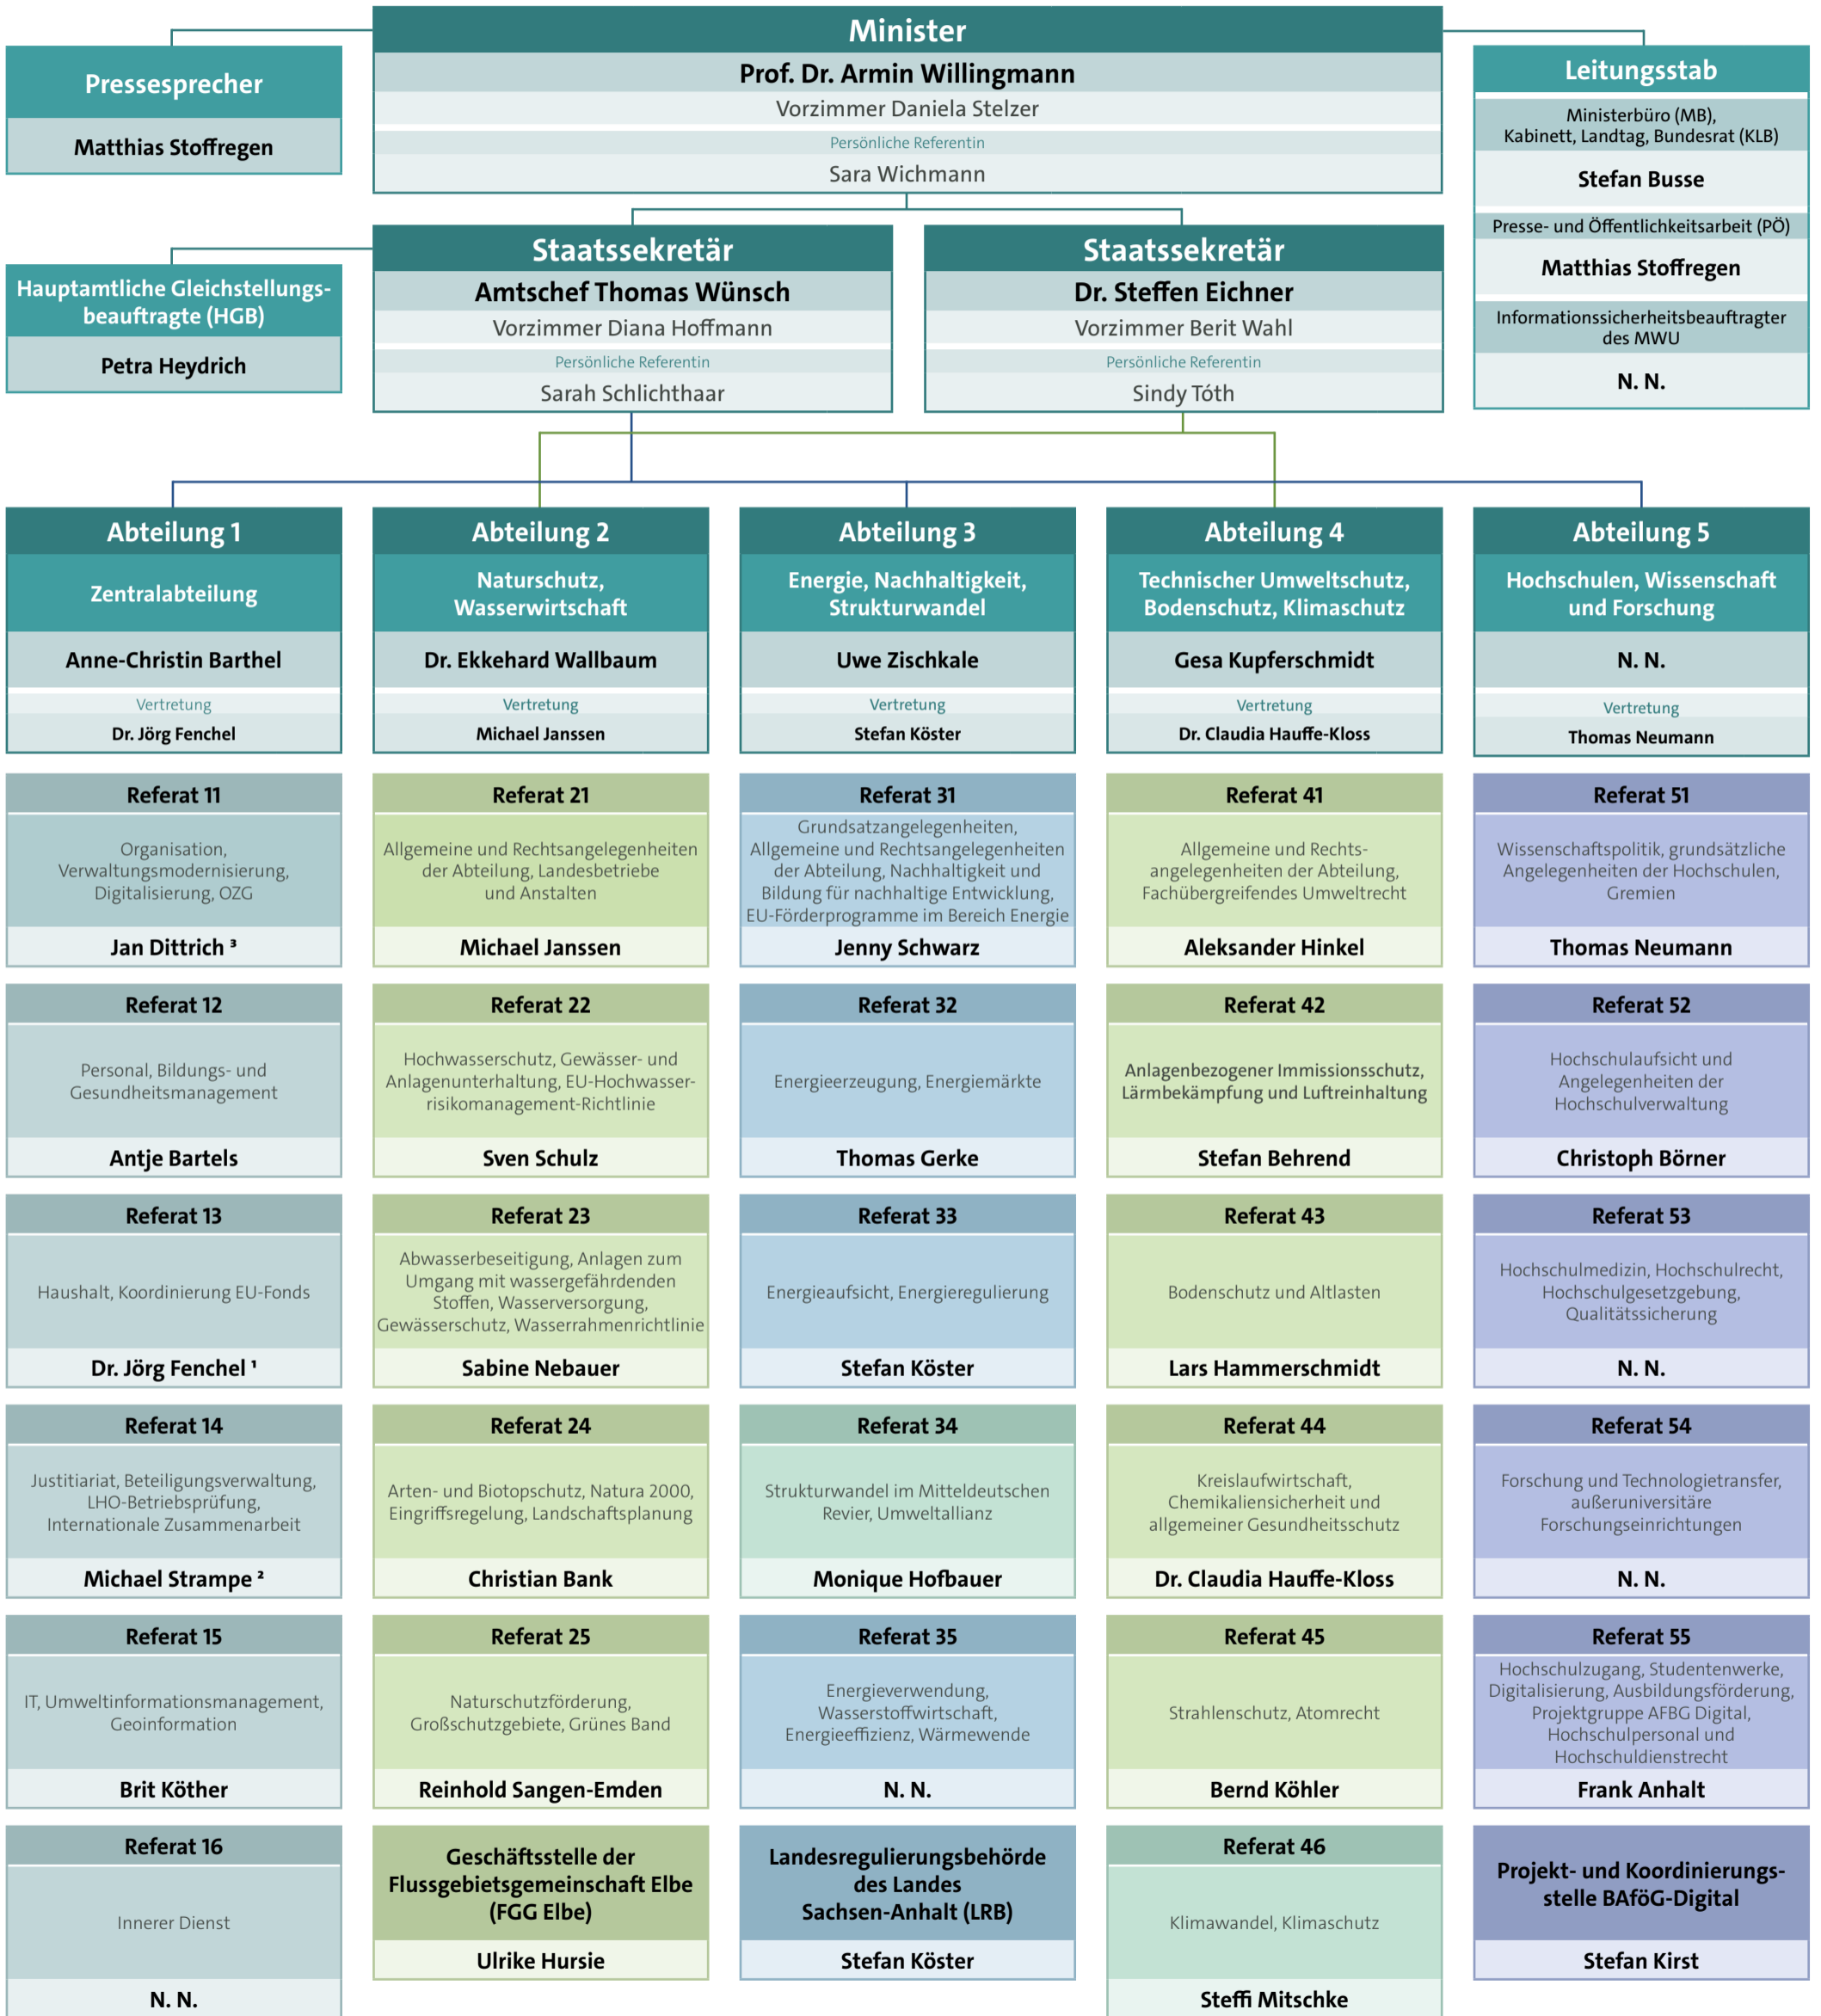 Minister
Prof. Dr. Armin Willingmann
Vorzimmer Daniela Stelzer
Persönliche Referentin
Sara Wichmann
Pressesprecher
Matthias Stoffregen
Leitungsstab
Ministerbüro (MB),
Kabinett, Landtag, Bundesrat (KLB)
Stefan Busse
Presse- und Öffentlichkeitsarbeit (PÖ)
Matthias Stoffregen
Informationssicherheitsbeauftragter
des MWU
N. N.
Hauptamtliche Gleichstellungs-
beauftragte (HGB)
Petra Heydrich
Staatssekretär
Amtschef Thomas Wünsch
Vorzimmer Diana Hoffmann
Persönliche Referentin
Sarah Schlichthaar
Staatssekretär
Dr. Steffen Eichner
Vorzimmer Berit Wahl
Persönliche Referentin
Sindy Tóth
Abteilung 1
Zentralabteilung
Anne-Christin Barthel
Vertretung
Dr. Jörg Fenchel
Referat 11
Organisation,
Verwaltungsmodernisierung,
Digitalisierung, OZG
Jan Dittrich ³
Referat 12
Personal, Bildungs- und
Gesundheitsmanagement
Antje Bartels
Referat 13
Haushalt, Koordinierung EU-Fonds
Dr. Jörg Fenchel ¹
Referat 14
Justitiariat, Beteiligungsverwaltung,
LHO-Betriebsprüfung,
Internationale Zusammenarbeit
Michael Strampe ²
Referat 15
IT, Umweltinformationsmanagement,
Geoinformation
Brit Köther
Referat 16
Innerer Dienst
N. N.
Abteilung 2
Naturschutz,
Wasserwirtschaft
Dr. Ekkehard Wallbaum
Vertretung
Michael Janssen
Referat 21
Allgemeine und Rechtsangelegenheiten
der Abteilung, Landesbetriebe
und Anstalten
Michael Janssen
Referat 22
Hochwasserschutz, Gewässer- und
Anlagenunterhaltung, EU-Hochwasser-
risikomanagement-Richtlinie
Sven Schulz
Referat 23
Abwasserbeseitigung, Anlagen zum
Umgang mit wassergefährdenden
Stoffen, Wasserversorgung,
Gewässerschutz, Wasserrahmenrichtlinie
Sabine Nebauer
Referat 24
Arten- und Biotopschutz, Natura 2000,
Eingriffsregelung, Landschaftsplanung
Christian Bank
Referat 25
Naturschutzförderung,
Großschutzgebiete, Grünes Band
Reinhold Sangen-Emden
Geschäftsstelle der
Flussgebietsgemeinschaft Elbe
(FGG Elbe)
Ulrike Hursie
Abteilung 3
Energie, Nachhaltigkeit,
Strukturwandel
Uwe Zischkale
Vertretung
Stefan Köster
Referat 31
Grundsatzangelegenheiten,
Allgemeine und Rechtsangelegenheiten
der Abteilung, Nachhaltigkeit und
Bildung für nachhaltige Entwicklung,
EU-Förderprogramme im Bereich Energie
Jenny Schwarz
Referat 32
Energieerzeugung, Energiemärkte
Thomas Gerke
Referat 33
Energieaufsicht, Energieregulierung
Stefan Köster
Referat 34
Strukturwandel im Mitteldeutschen
Revier, Umweltallianz
Monique Hofbauer
Referat 35
Energieverwendung,
Wasserstoffwirtschaft,
Energieeffizienz, Wärmewende
N. N.
Landesregulierungsbehörde
des Landes
Sachsen-Anhalt (LRB)
Stefan Köster
Abteilung 4
Technischer Umweltschutz,
Bodenschutz, Klimaschutz
Gesa Kupferschmidt
Vertretung
Dr. Claudia Hauffe-Kloss
Referat 41
Allgemeine und Rechts-
angelegenheiten der Abteilung,
Fachübergreifendes Umweltrecht
Aleksander Hinkel
Referat 42
Anlagenbezogener Immissionsschutz,
Lärmbekämpfung und Luftreinhaltung
Stefan Behrend
Referat 43
Bodenschutz und Altlasten
Lars Hammerschmidt
Referat 44
Kreislaufwirtschaft,
Chemikaliensicherheit und
allgemeiner Gesundheitsschutz
Dr. Claudia Hauffe-Kloss
Referat 45
Strahlenschutz, Atomrecht
Bernd Köhler
Referat 46
Klimawandel, Klimaschutz
Steffi Mitschke
Abteilung 5
Hochschulen, Wissenschaft
und Forschung
N. N.
Vertretung
Thomas Neumann
Referat 51
Wissenschaftspolitik, grundsätzliche
Angelegenheiten der Hochschulen,
Gremien
Thomas Neumann
Referat 52
Hochschulaufsicht und
Angelegenheiten der
Hochschulverwaltung
Christoph Börner
Referat 53
Hochschulmedizin, Hochschulrecht,
Hochschulgesetzgebung,
Qualitätssicherung
N. N.
Referat 54
Forschung und Technologietransfer,
außeruniversitäre
Forschungseinrichtungen
N. N.
Referat 55
Hochschulzugang, Studentenwerke,
Digitalisierung, Ausbildungsförderung,
Projektgruppe AFBG Digital,
Hochschulpersonal und
Hochschuldienstrecht
Frank Anhalt
Projekt- und Koordinierungs-
stelle BAföG-Digital
Stefan Kirst